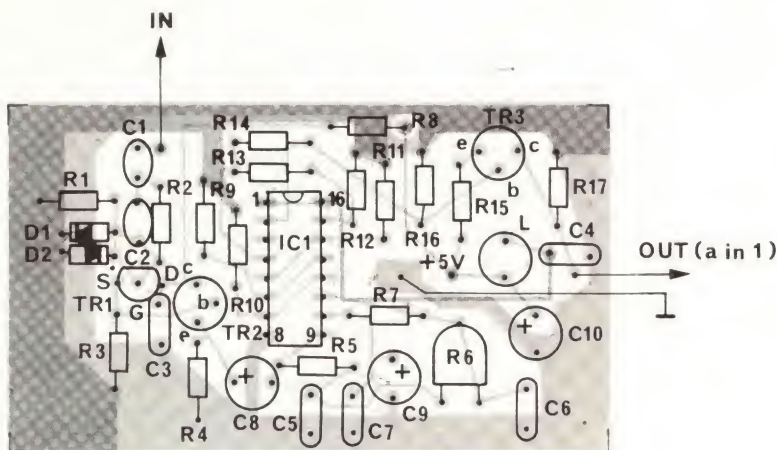 IN
C1
R14
R8
TR3
R13
R11
e
c
R1
R2
R9
1
16
b
R17
R15
D1
IC1
R12
R16
L
C4
D2
C2
+5V
OUT (a in 1)
S
D
c
R10
G
b
R7
TR1
TR2
8
9
+
C10
e
R3
R5
R6
C3
+
+
R4
C8
C5
C7
C9
C6